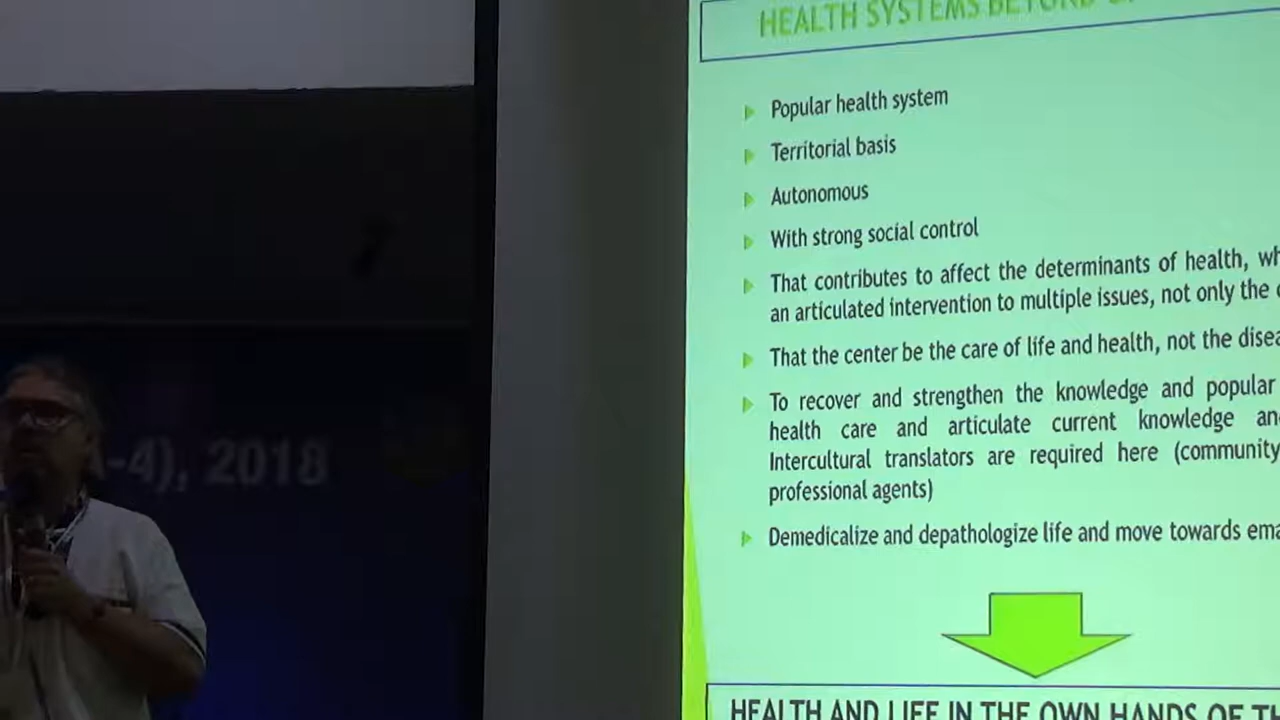 HEALTH SYSTEMS BEYOND
Popular health system
Territorial basis
Autonomous
With strong social control
That contributes to affect the determinants of health,
an articulated intervention to multiple issues, not only the
That the center be the care of life and health, not the
To recover and strengthen the knowledge and popular
health care and articulate current knowledge
Intercultural translators are required here (community
professional agents)
Demedicalize and depathologize life and move towards
HEALTH AND LIFE IN THE OWN HANDS OF
-4), 2018